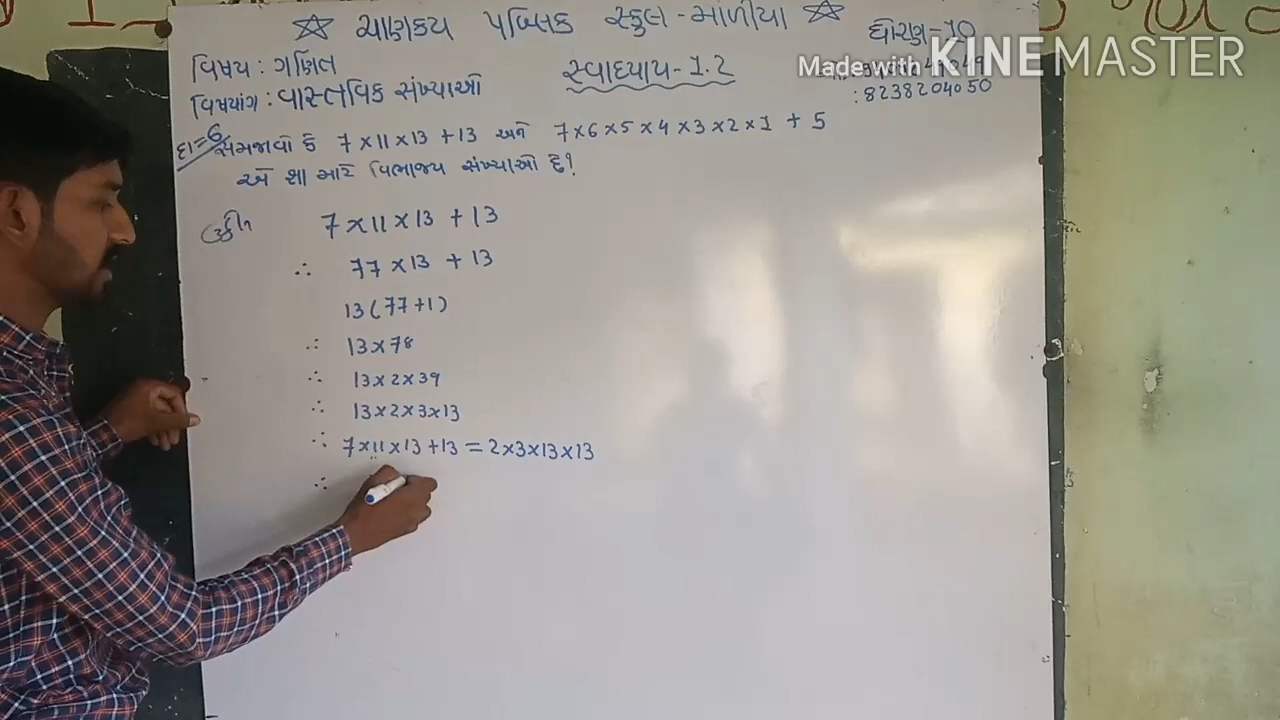 ☆ ચાણક્ય પબ્લિક સ્કુલ - માળીયા ☆
ધોરણ - 10
Made with KINEMASTER
વિષય : ગણિત
સ્વાધ્યાય - 1.2
વિષયાંગ : વાસ્તવિક સંખ્યાઓ
: 8238204050
દા = 6 સમજાવો કે 7 × 11 × 13 + 13 અને 7 × 6 × 5 × 4 × 3 × 2 × 1 + 5
એ શા માટે વિભાજ્ય સંખ્યાઓ છે?
7 × 11 × 13 + 13
∴ 77 × 13 + 13
13 (77 + 1)
∴ 13 × 78
∴ 13 × 2 × 39
∴ 13 × 2 × 3 × 13
∴ 7 × 11 × 13 + 13 = 2 × 3 × 13 × 13
∴